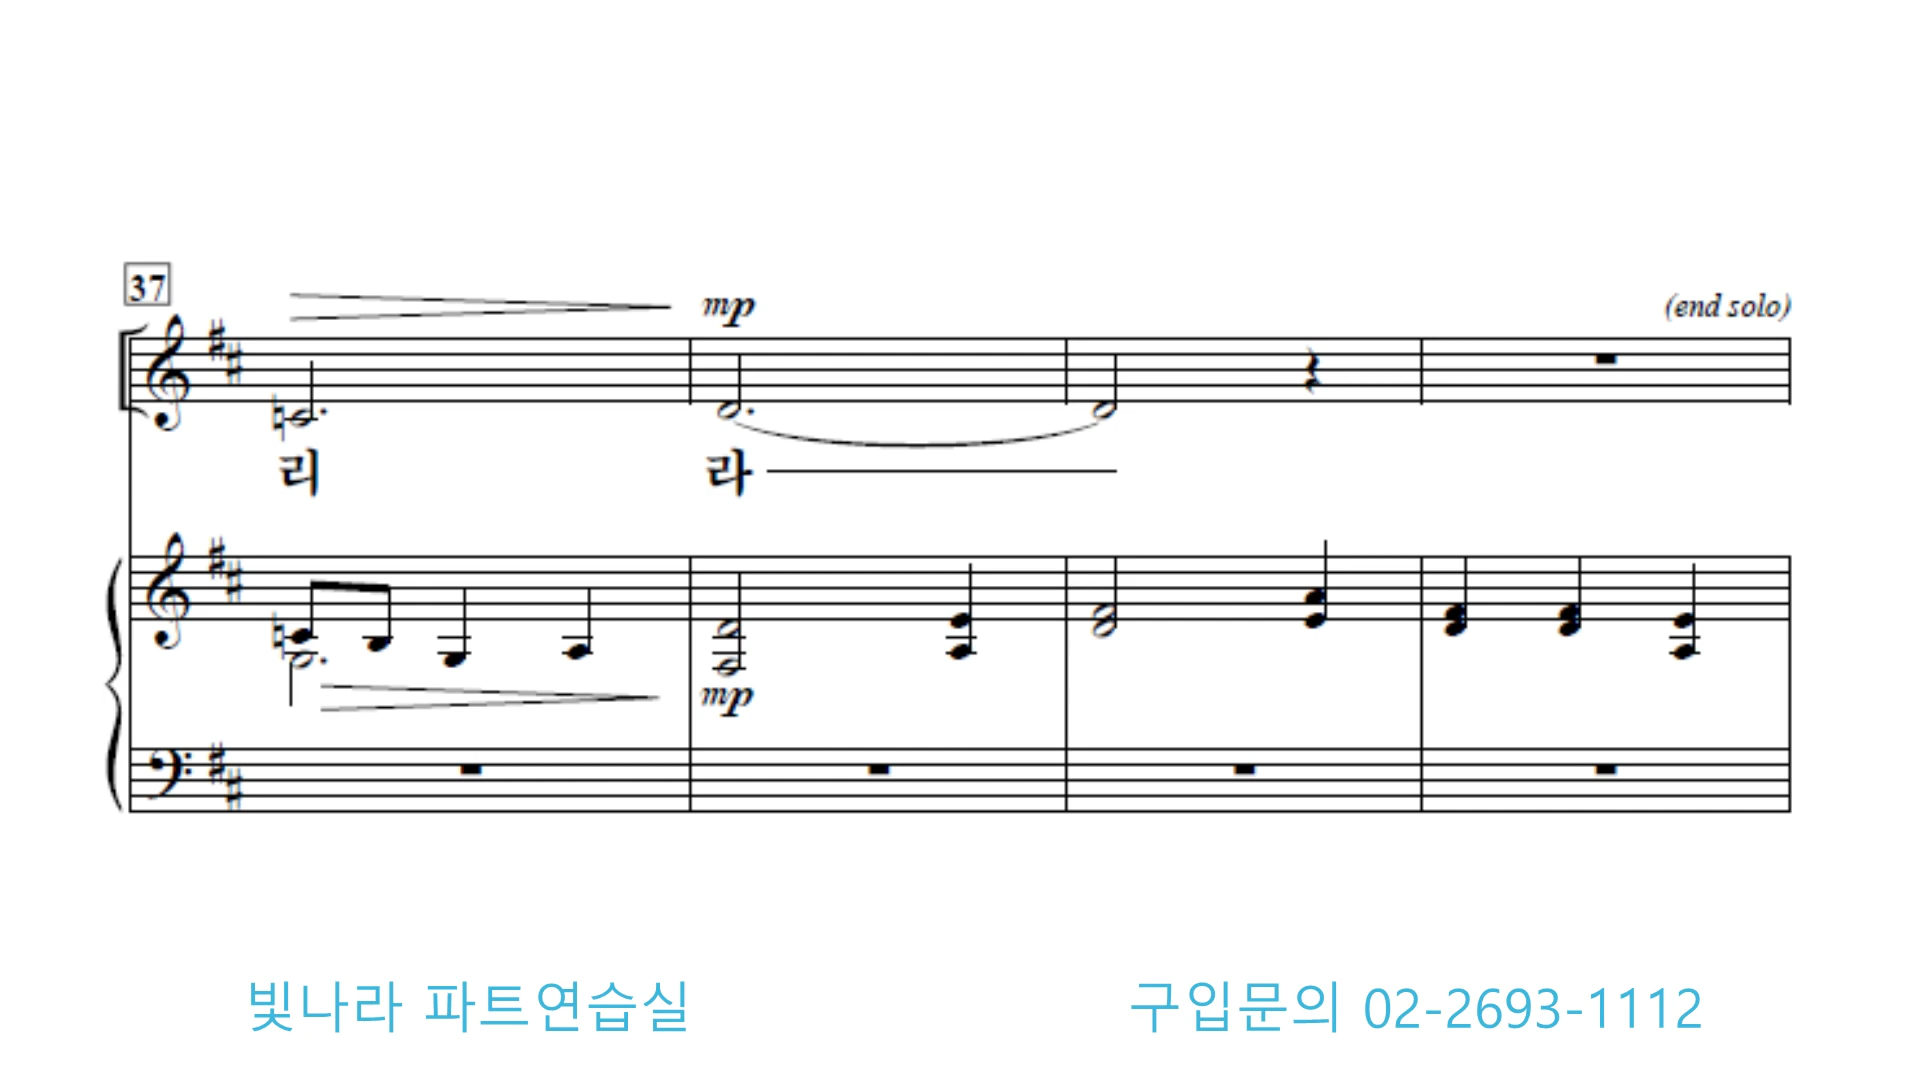 37
mp
(end solo)
리 라
mp
빛나라 파트연습실
구입문의 02-2693-1112